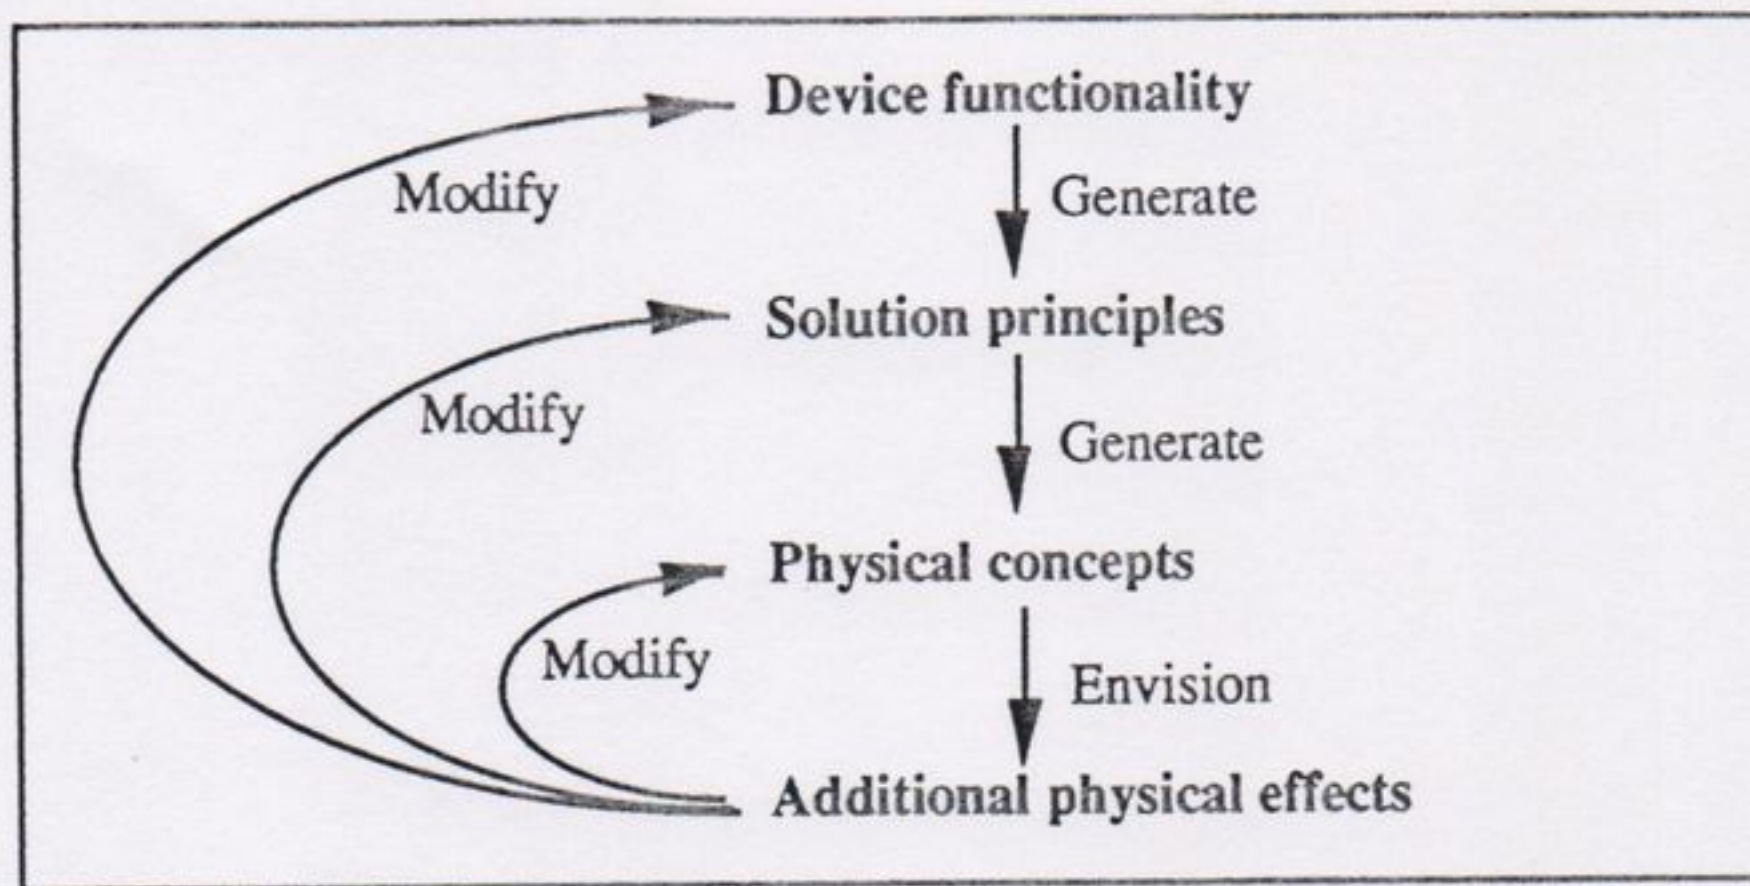 Device functionality
Modify
Generate
Solution principles
Modify
Generate
Physical concepts
Modify
Envision
Additional physical effects